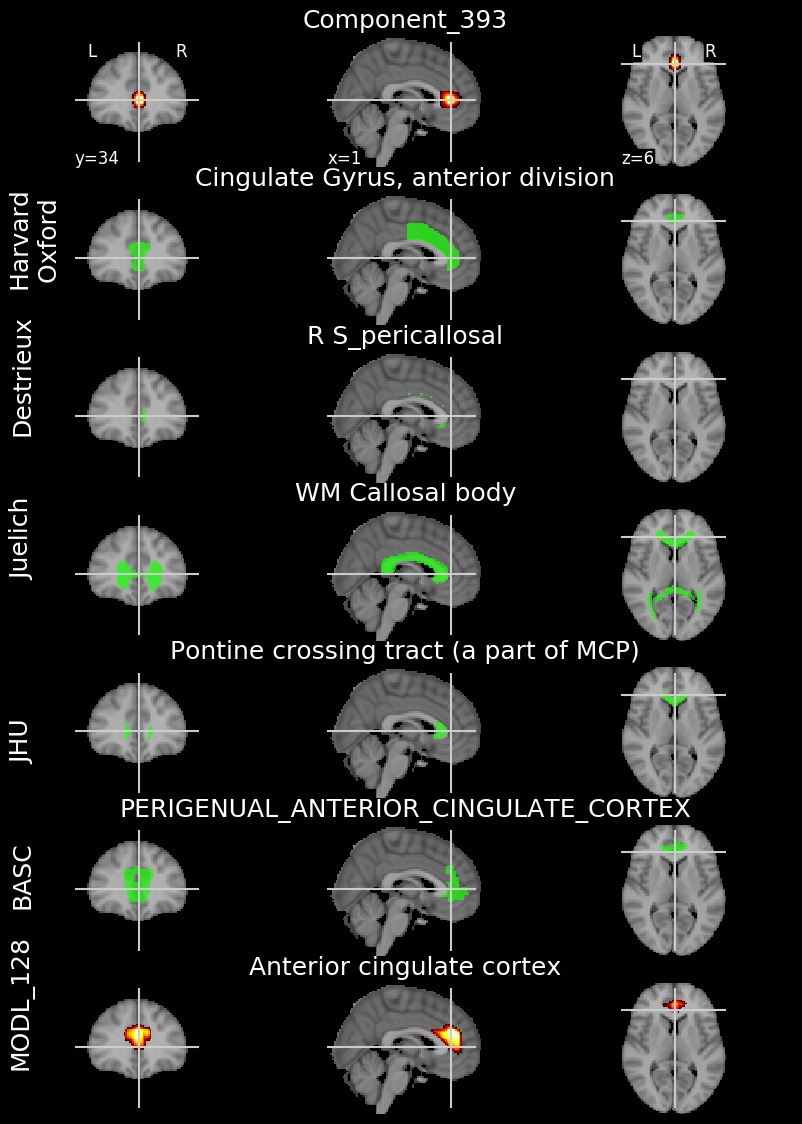 Component_393
L R
L R
y=34
x=1
z=6
Cingulate Gyrus, anterior division
Harvard
Oxford
R S_pericallosal
Destrieux
WM Callosal body
Juelich
Pontine crossing tract (a part of MCP)
JHU
PERIGENUAL_ANTERIOR_CINGULATE_CORTEX
BASC
Anterior cingulate cortex
MODL_128